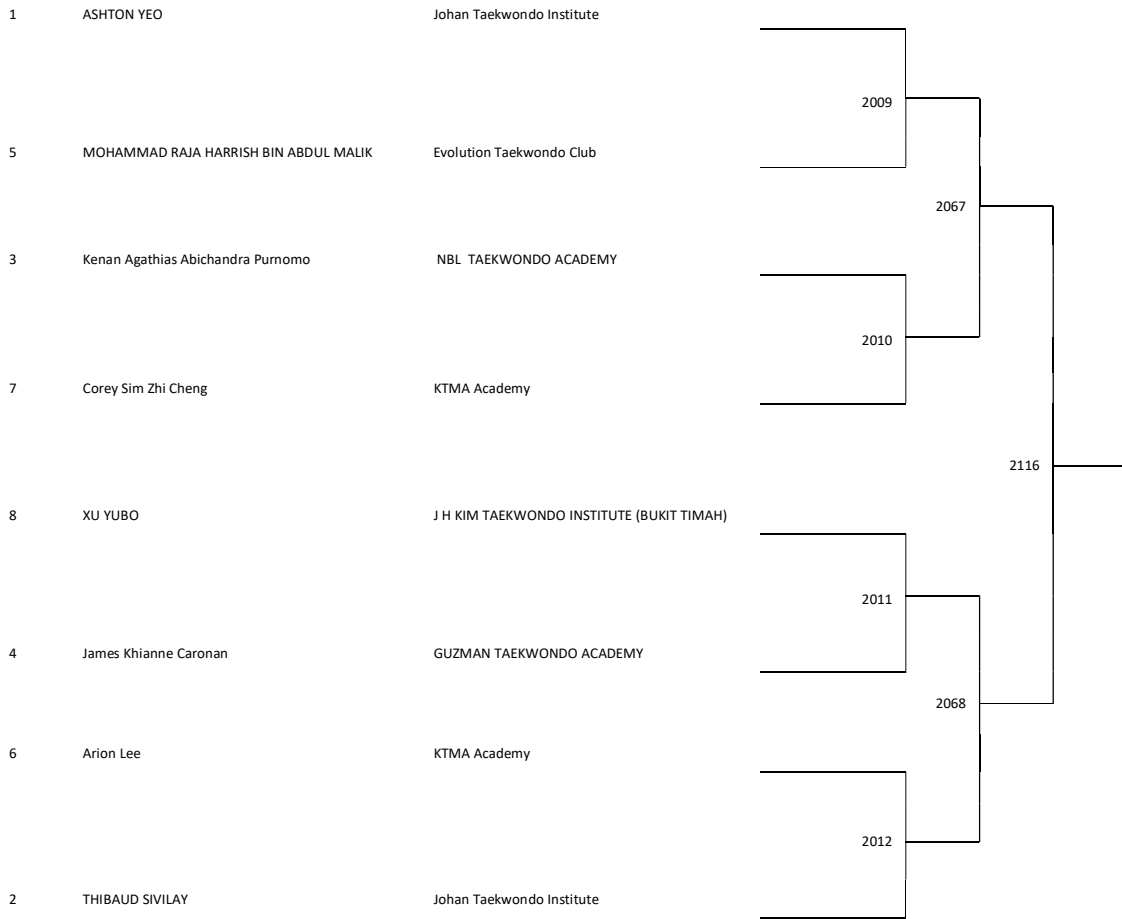 1 ASHTON YEO Johan Taekwondo Institute
2009
5 MOHAMMAD RAJA HARRISH BIN ABDUL MALIK Evolution Taekwondo Club
2067
3 Kenan Agathias Abichandra Purnomo NBL TAEKWONDO ACADEMY
2010
7 Corey Sim Zhi Cheng KTMA Academy
2116
8 XU YUBO J H KIM TAEKWONDO INSTITUTE (BUKIT TIMAH)
2011
4 James Khianne Caronan GUZMAN TAEKWONDO ACADEMY
2068
6 Arion Lee KTMA Academy
2012
2 THIBAUD SIVILAY Johan Taekwondo Institute